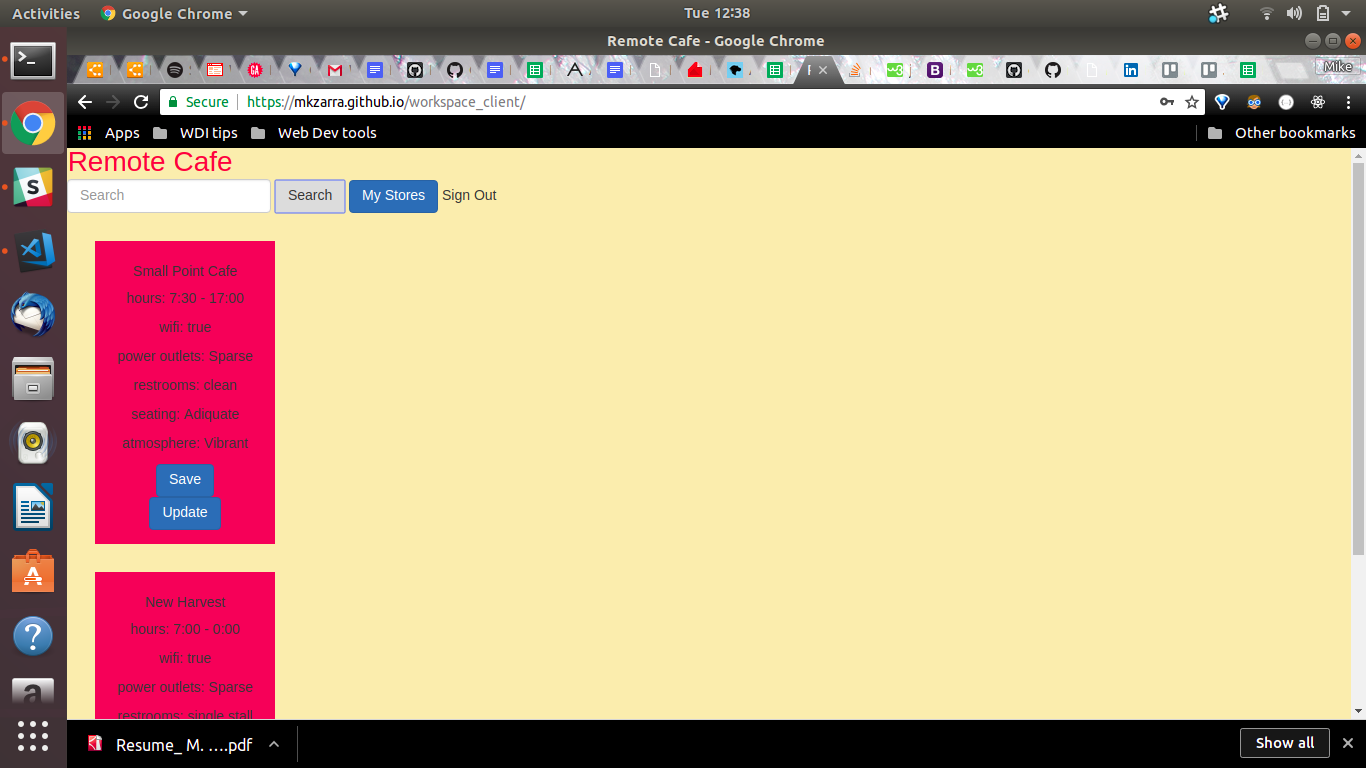 Activities Google Chrome Tue 12:38
Remote Cafe - Google Chrome
Mike
Secure https://mkzarra.github.io/workspace_client/
Apps WDI tips Web Dev tools Other bookmarks
Remote Cafe
Search Search My Stores Sign Out
Small Point Cafe
hours: 7:30 - 17:00
wifi: true
power outlets: Sparse
restrooms: clean
seating: Adiquate
atmosphere: Vibrant
Save
Update
New Harvest
hours: 7:00 - 0:00
wifi: true
power outlets: Sparse
restrooms: single stall
Resume_ M. ….pdf Show all